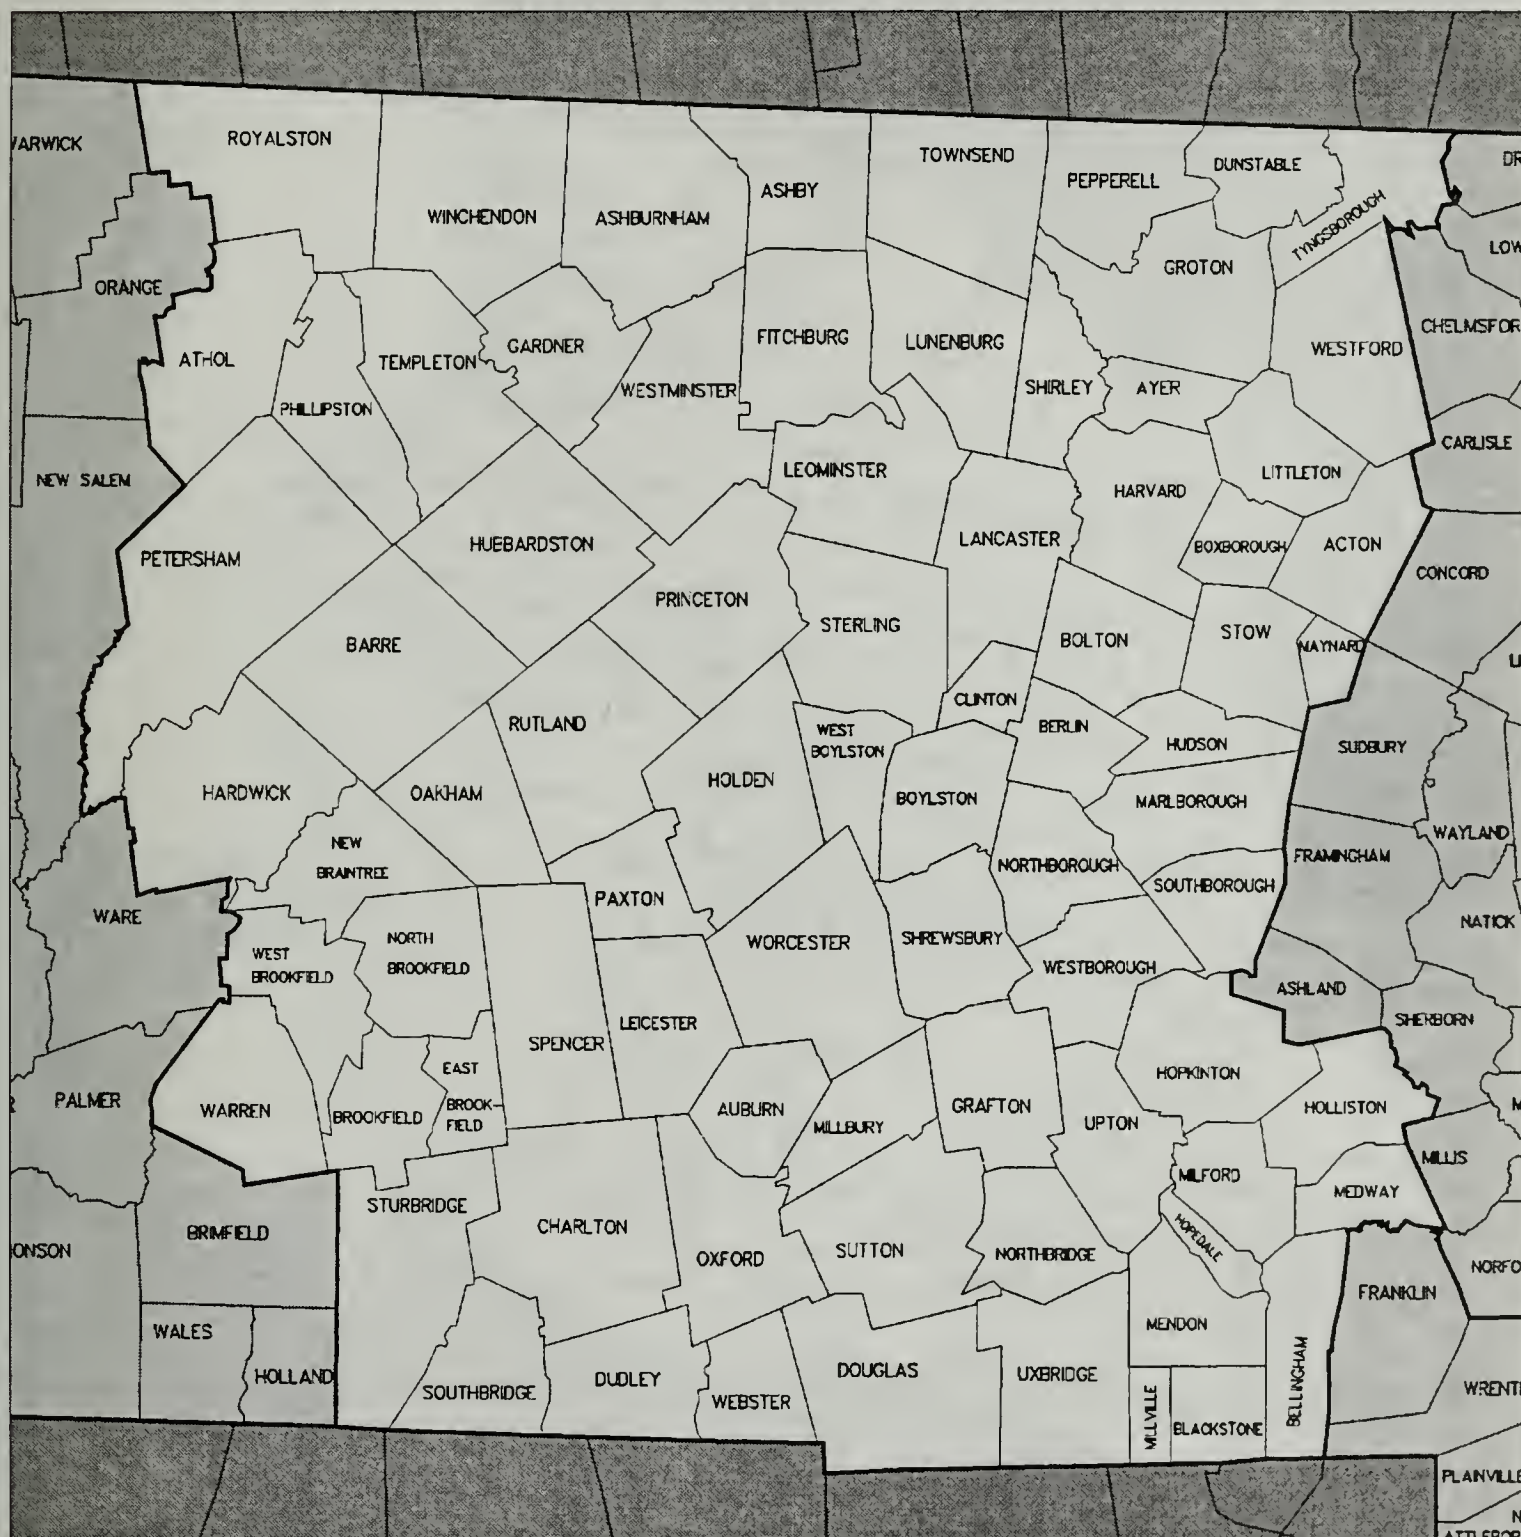 ROYALSTON
WINCHENDON
ASHBURNHAM
ASHBY
TOWNSEND
PEPPERELL
DUNSTABLE
TYNGSBOROUGH
GROTON
ORANGE
ATHOL
PHILLIPSTON
TEMPLETON
GARDNER
WESTMINSTER
FITCHBURG
LUNENBURG
SHIRLEY
AYER
WESTFORD
NEW SALEM
LEOMINSTER
HARVARD
LITTLETON
CARLISLE
PETERSHAM
HUBBARDSTON
PRINCETON
LANCASTER
BOXBOROUGH
ACTON
CONCORD
BARRE
STERLING
BOLTON
STOW
MAYNARD
RUTLAND
CLINTON
BERLIN
HUDSON
SUDBURY
WEST
BOYLSTON
HARDWICK
OAKHAM
HOLDEN
BOYLSTON
MARLBOROUGH
WAYLAND
NEW
BRAINTREE
NORTHBOROUGH
SOUTHBOROUGH
FRAMINGHAM
WARE
PAXTON
NATICK
WEST
BROOKFIELD
NORTH
BROOKFIELD
WORCESTER
SHREWSBURY
WESTBOROUGH
ASHLAND
SHERBORN
SPENCER
LEICESTER
PALMER
WARREN
BROOKFIELD
EAST
BROOK-
FIELD
AUBURN
MILLBURY
GRAFTON
UPTON
HOPKINTON
HOLLISTON
MILLIS
MILFORD
MEDWAY
HOPEDALE
STURBRIDGE
CHARLTON
OXFORD
SUTTON
NORTHBRIDGE
BRIMFIELD
ONSON
FRANKLIN
NORFO
WALES
HOLLAND
MENDON
SOUTHBRIDGE
DUDLEY
WEBSTER
DOUGLAS
UXBRIDGE
MILLVILLE
BLACKSTONE
BELLINGHAM
WRENT
PLAINVILLE
CHELMSFOR
LOW
DR